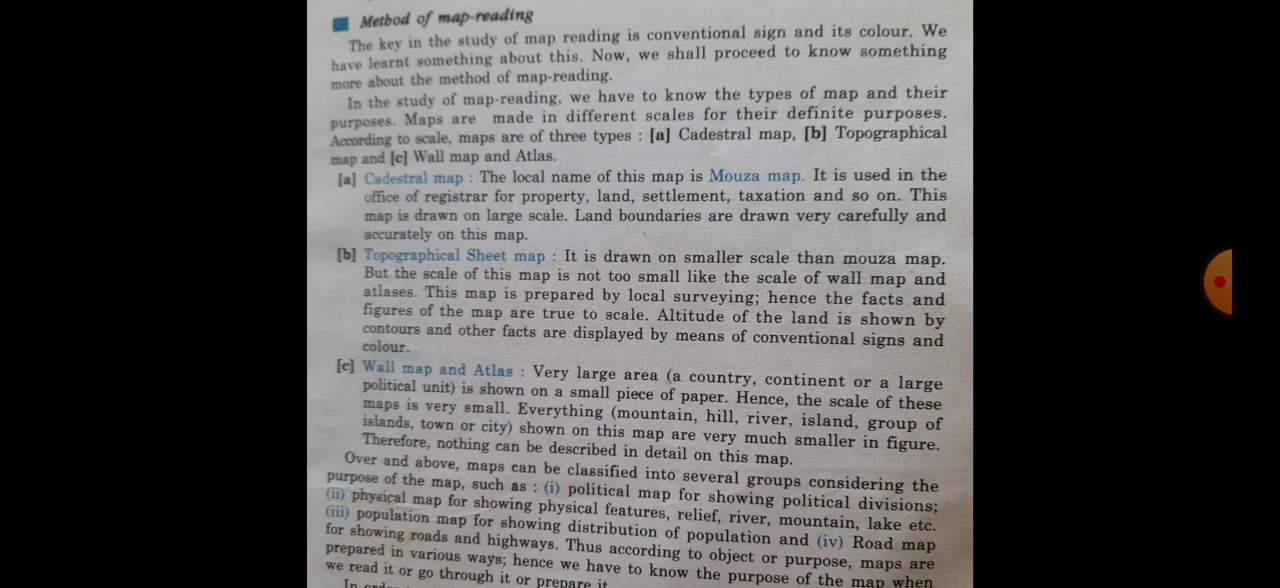 Method of map-reading
The key in the study of map reading is conventional sign and its colour. We
have learnt something about this. Now, we shall proceed to know something
more about the method of map-reading.
In the study of map-reading, we have to know the types of map and their
purposes. Maps are made in different scales for their definite purposes.
According to scale, maps are of three types : [a] Cadestral map, [b] Topographical
map and [c] Wall map and Atlas.
[a] Cadestral map : The local name of this map is Mouza map. It is used in the
office of registrar for property, land, settlement, taxation and so on. This
map is drawn on large scale. Land boundaries are drawn very carefully and
accurately on this map.
[b] Topographical Sheet map : It is drawn on smaller scale than mouza map.
But the scale of this map is not too small like the scale of wall map and
atlases. This map is prepared by local surveying; hence the facts and
figures of the map are true to scale. Altitude of the land is shown by
contours and other facts are displayed by means of conventional signs and
colour.
[c] Wall map and Atlas : Very large area (a country, continent or a large
political unit) is shown on a small piece of paper. Hence, the scale of these
maps is very small. Everything (mountain, hill, river, island, group of
islands, town or city) shown on this map are very much smaller in figure.
Therefore, nothing can be described in detail on this map.
Over and above, maps can be classified into several groups considering the
purpose of the map, such as : (i) political map for showing political divisions;
(ii) physical map for showing physical features, relief, river, mountain, lake etc.
(iii) population map for showing distribution of population and (iv) Road map
for showing roads and highways. Thus according to object or purpose, maps are
prepared in various ways; hence we have to know the purpose of the map when
we read it or go through it or prepare it
In